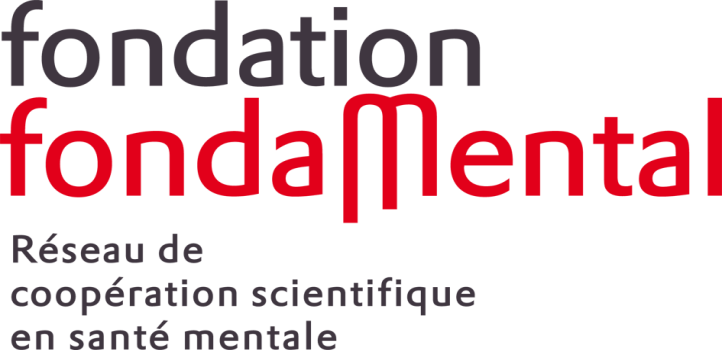 fondation
fondaMental
Réseau de
coopération scientifique
en santé mentale